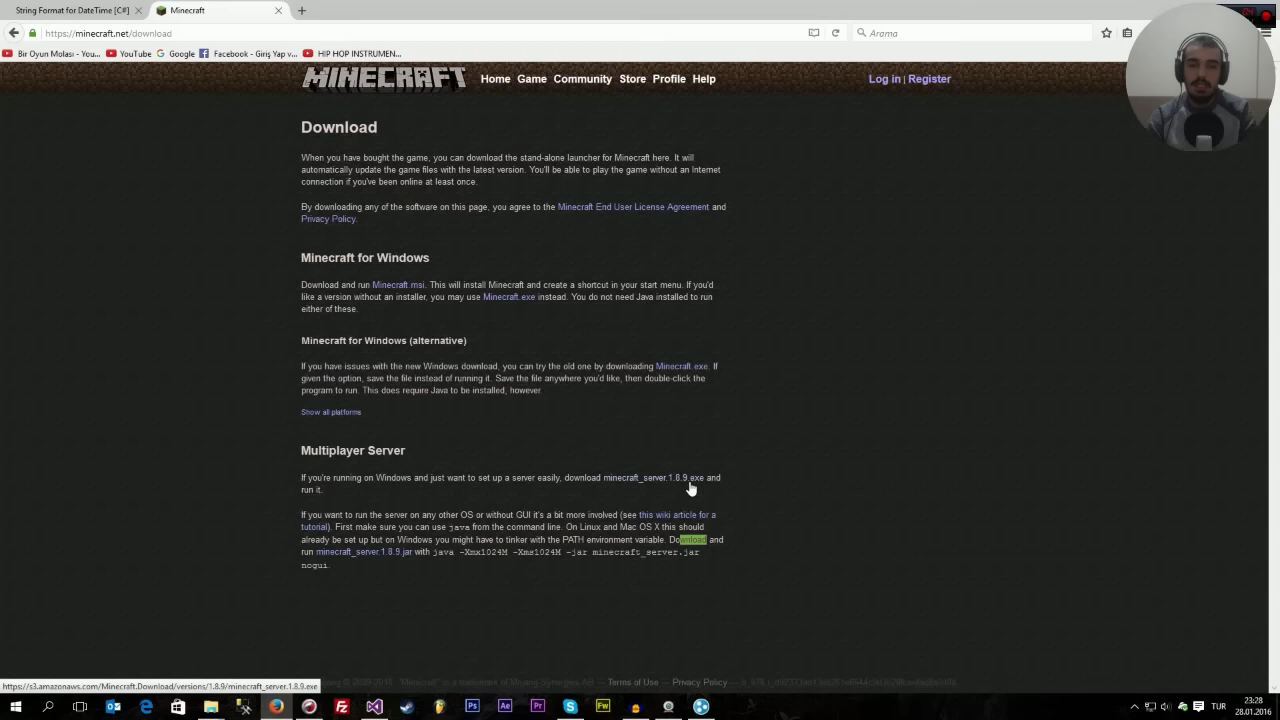 String Format for DateTime [C#]
Minecraft
https://minecraft.net/download
Arama
Bir Oyun Molası - You...
YouTube
Google
Facebook - Giriş Yap v...
HIP HOP INSTRUMEN...
MINECRAFT
Home Game Community Store Profile Help
Log in | Register
Download
When you have bought the game, you can download the stand-alone launcher for Minecraft here. It will
automatically update the game files with the latest version. You'll be able to play the game without an Internet
connection if you've been online at least once.
By downloading any of the software on this page, you agree to the Minecraft End User License Agreement and
Privacy Policy.
Minecraft for Windows
Download and run Minecraft.msi. This will install Minecraft and create a shortcut in your start menu. If you'd
like a version without an installer, you may use Minecraft.exe instead. You do not need Java installed to run
either of these.
Minecraft for Windows (alternative)
If you have issues with the new Windows download, you can try the old one by downloading Minecraft.exe. If
given the option, save the file instead of running it. Save the file anywhere you'd like, then double-click the
program to run. This does require Java to be installed, however.
Show all platforms
Multiplayer Server
If you're running on Windows and just want to set up a server easily, download minecraft_server.1.8.9.exe and
run it.
If you want to run the server on any other OS or without GUI it's a bit more involved (see this wiki article for a
tutorial). First make sure you can use java from the command line. On Linux and Mac OS X this should
already be set up but on Windows you might have to tinker with the PATH environment variable. Download and
run minecraft_server.1.8.9.jar with java -Xmx1024M -Xms1024M -jar minecraft_server.jar
nogui.
"Minecraft" is a trademark of Mojang Synergies AB — Terms of Use — Privacy Policy
https://s3.amazonaws.com/Minecraft.Download/versions/1.8.9/minecraft_server.1.8.9.exe
Ps
Ae
Pr
Fw
TUR
23:28
28.01.2016